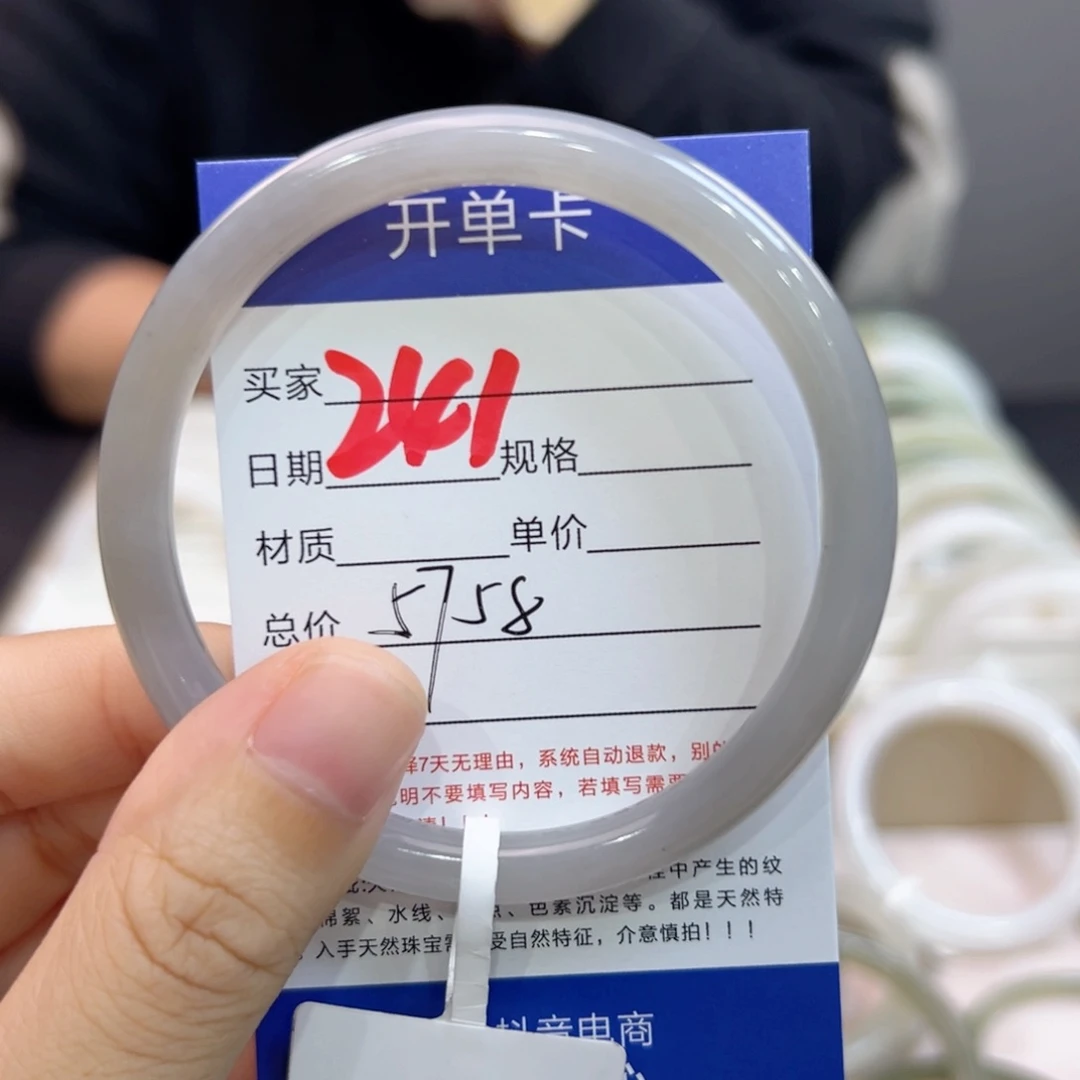 开单卡
买家 241
日期 规格
材质 单价
总价 5758
择7天无理由，系统自动退款，别
明不要填写内容，若填写需要
中产生的纹
棉絮、水线、 、色素沉淀等。都是天然特
入手天然珠宝需 受自然特征，介意慎拍！！！
抖音电商